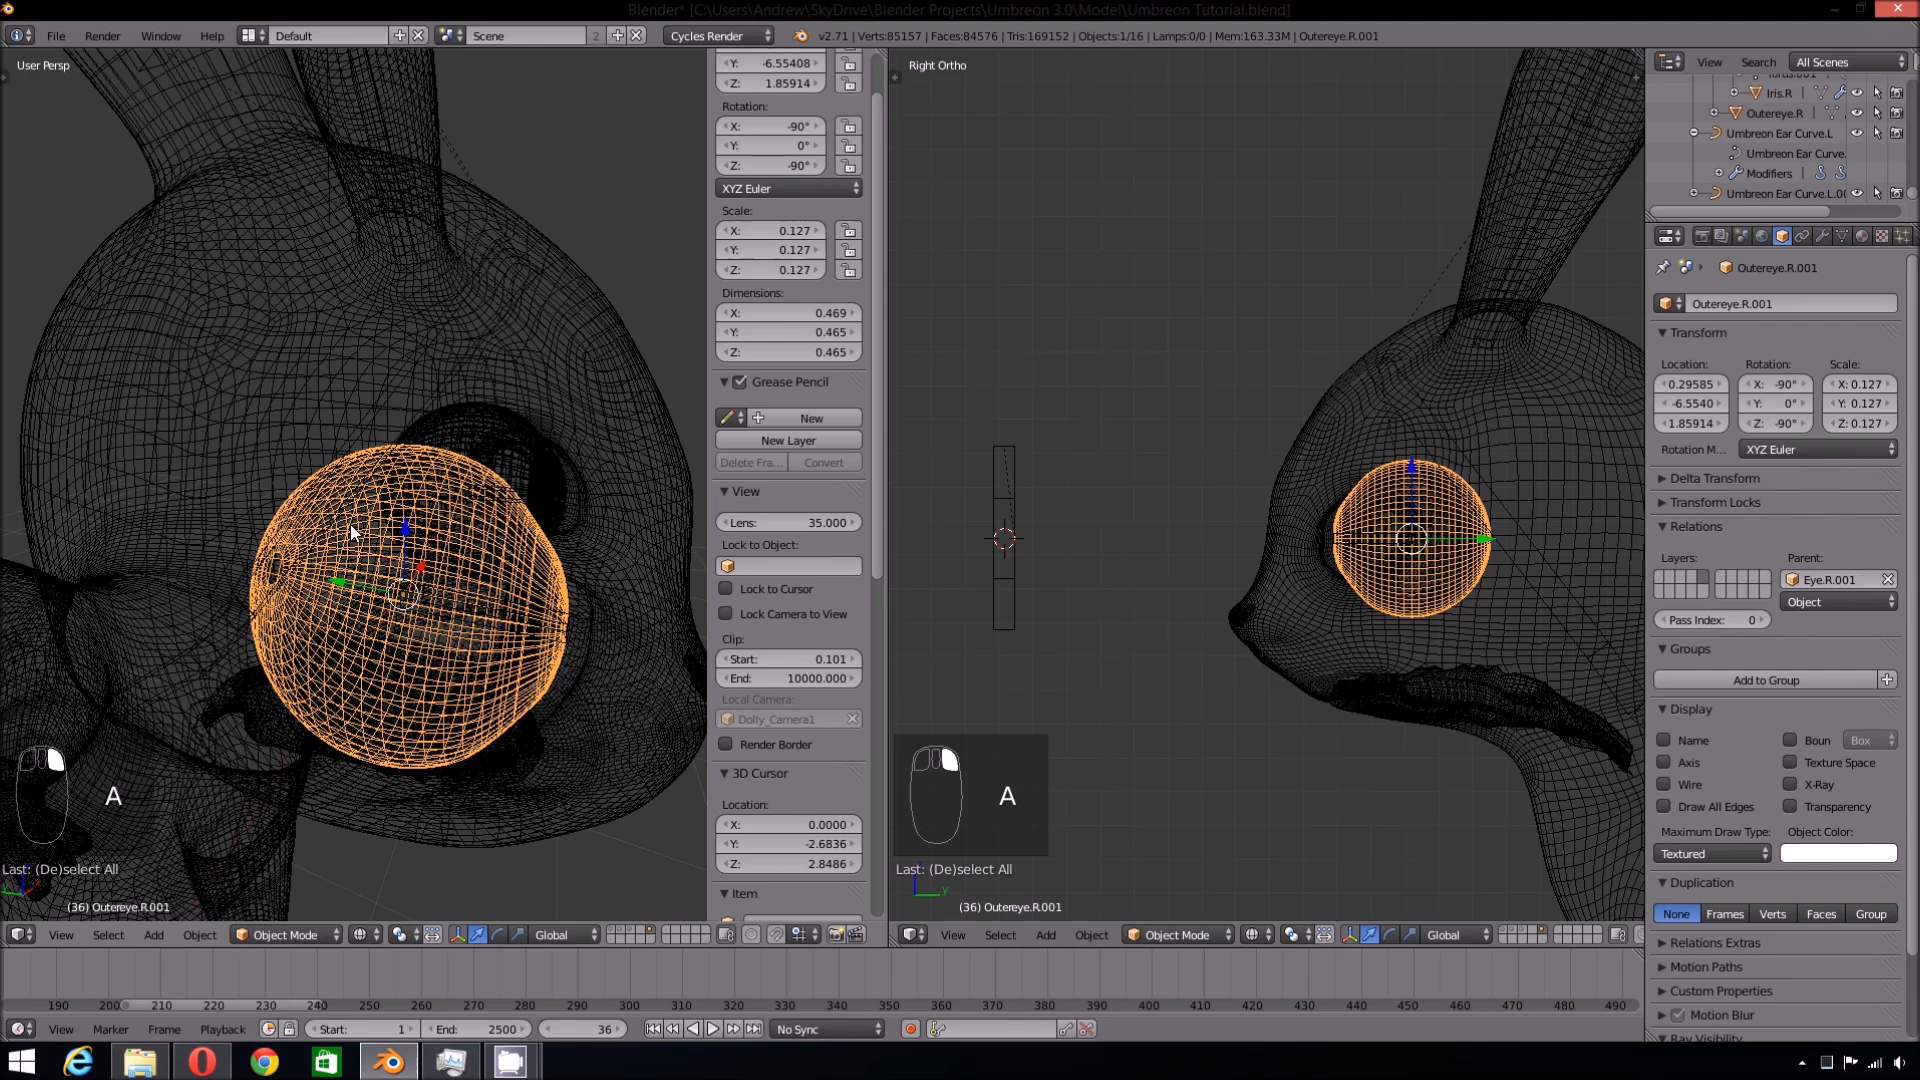 Blender* [C:\Users\Andrew\SkyDrive\Blender Projects\Umbreon 3.0\Model\Umbreon Tutorial.blend]
File Render Window Help Default Scene 2 Cycles Render v2.71 | Verts:85157 | Faces:84576 | Tris:169152 | Objects:1/16 | Lamps:0/0 | Mem:163.33M | Outereye.R.001
User Persp
Y: -6.55408
Z: 1.85914
Rotation:
X: -90°
Y: 0°
Z: -90°
XYZ Euler
Scale:
X: 0.127
Y: 0.127
Z: 0.127
Dimensions:
X: 0.469
Y: 0.465
Z: 0.465
Grease Pencil
New
New Layer
Delete Fra... Convert
View
Lens: 35.000
Lock to Object:
Lock to Cursor
Lock Camera to View
Clip:
Start: 0.101
End: 10000.000
Local Camera:
Dolly_Camera1
Render Border
3D Cursor
Location:
X: 0.0000
Y: -2.6836
Z: 2.8486
Item
A
Last: (De)select All
(36) Outereye.R.001
View Select Add Object Object Mode Global
Right Ortho
A
Last: (De)select All
y
(36) Outereye.R.001
View Select Add Object Object Mode Global
View Search All Scenes
Iris.R
Outereye.R
Umbreon Ear Curve.L
Umbreon Ear Curve.
Modifiers
Umbreon Ear Curve.L.00
Outereye.R.001
Outereye.R.001
Transform
Location: Rotation: Scale:
0.29585 X: -90° X: 0.127
-6.5540 Y: 0° Y: 0.127
1.85914 Z: -90° Z: 0.127
Rotation M... XYZ Euler
Delta Transform
Transform Locks
Relations
Layers: Parent:
Eye.R.001
Object
Pass Index: 0
Groups
Add to Group
Display
Name Boun Box
Axis Texture Space
Wire X-Ray
Draw All Edges Transparency
Maximum Draw Type: Object Color:
Textured
Duplication
None Frames Verts Faces Group
Relations Extras
Motion Paths
Custom Properties
Motion Blur
Ray Visibility
190 200 210 220 230 240 250 260 270 280 290 300 310 320 330 340 350 360 370 380 390 400 410 420 430 440 450 460 470 480 490
View Marker Frame Playback Start: 1 End: 2500 36 No Sync